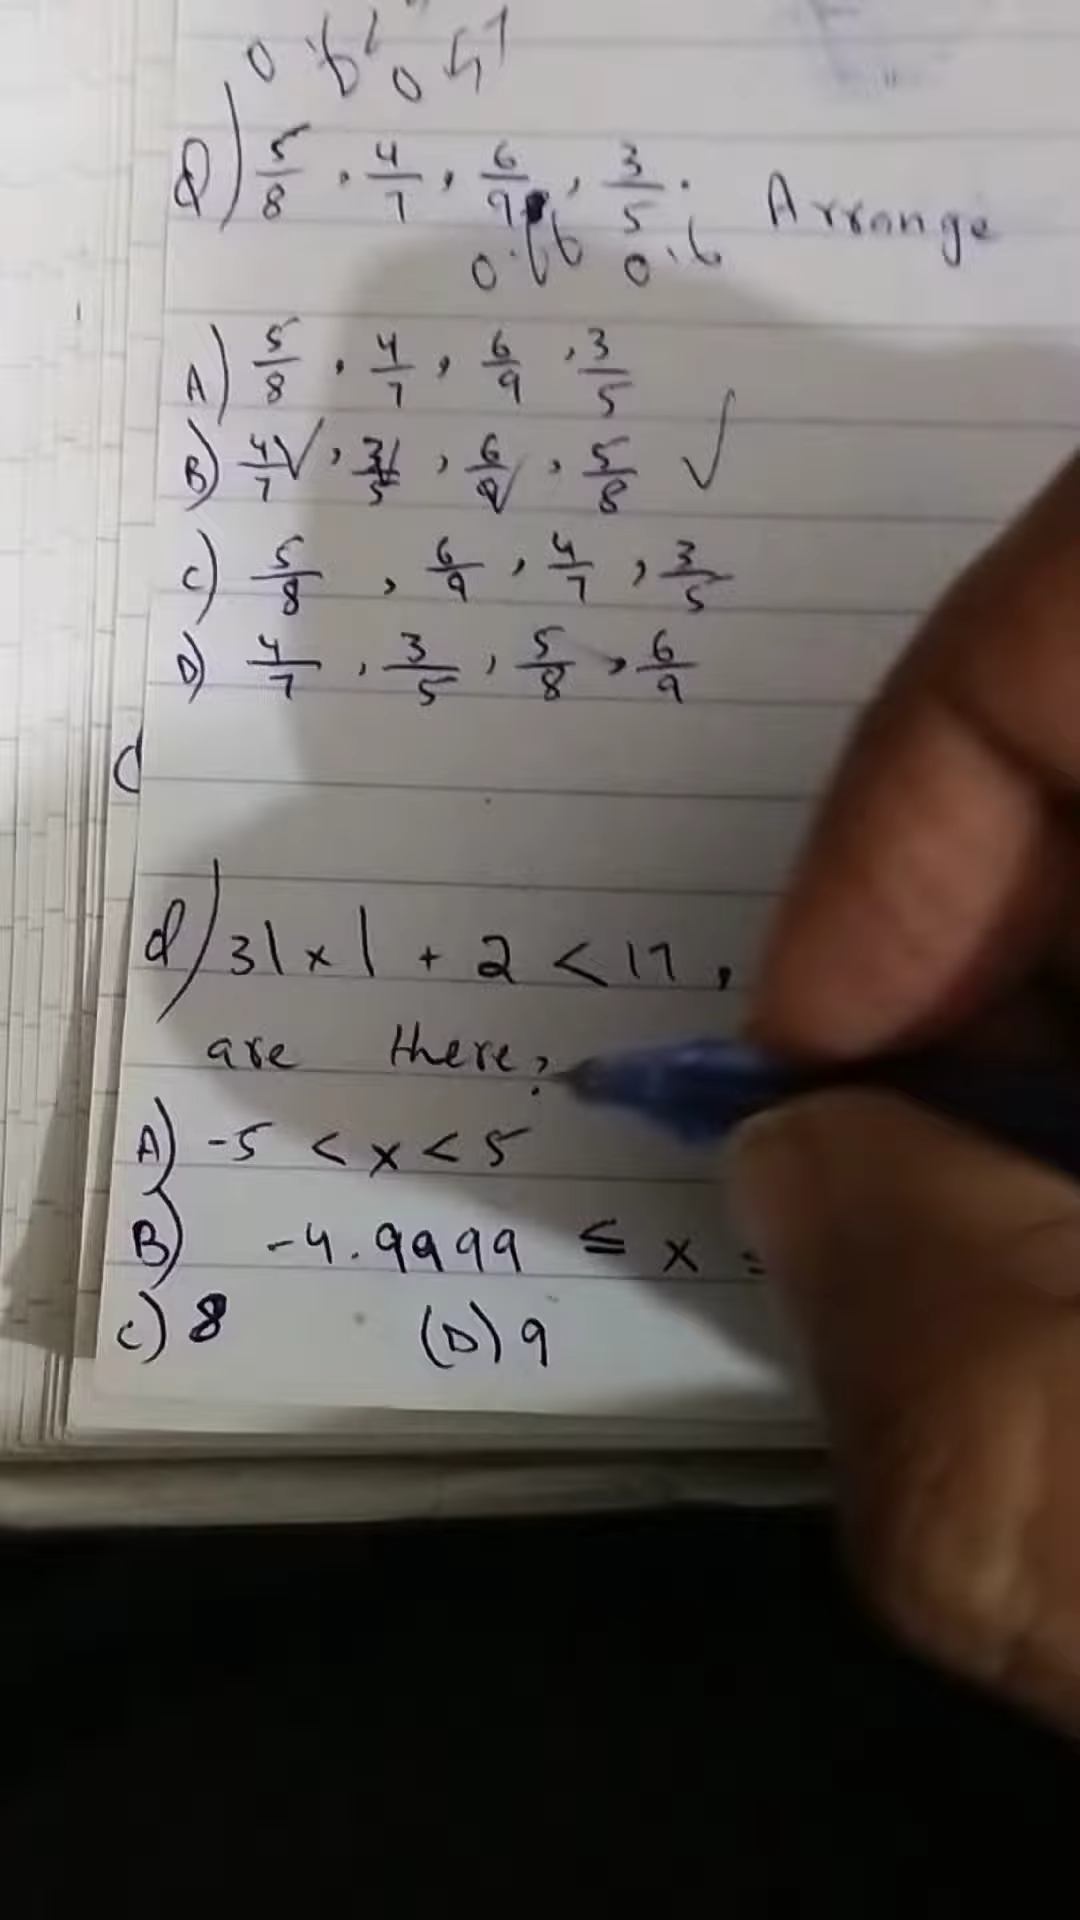 0.6 0.57
Q) 5/8, 4/7, 6/9, 3/5. Arrange
0.66 0.6
A) 5/8, 4/7, 6/9, 3/5
B) 4/7 ✓, 3/5, 6/9 ✓, 5/8 ✓
C) 5/8, 6/9, 4/7, 3/5
D) 4/7, 3/5, 5/8, 6/9
Q) 3|x| + 2 < 17,
are there?
A) -5 < x < 5
B) -4.9999 ≤ x
C) 8 (D) 9